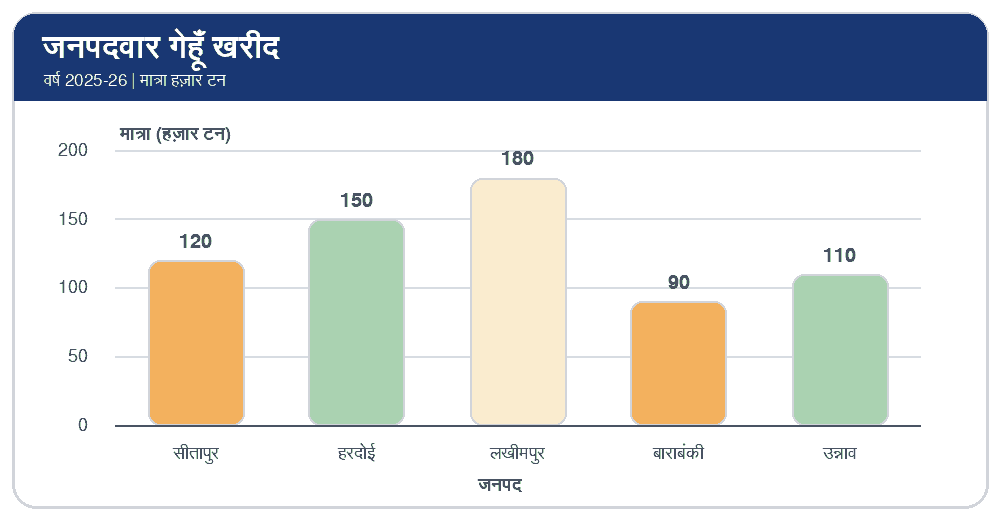 जनपदवार गेहूँ खरीद
वर्ष 2025-26 | मात्रा हज़ार टन
मात्रा (हज़ार टन)
200
150
100
50
0
120
150
180
90
110
सीतापुर
हरदोई
लखीमपुर
बाराबंकी
उन्नाव
जनपद